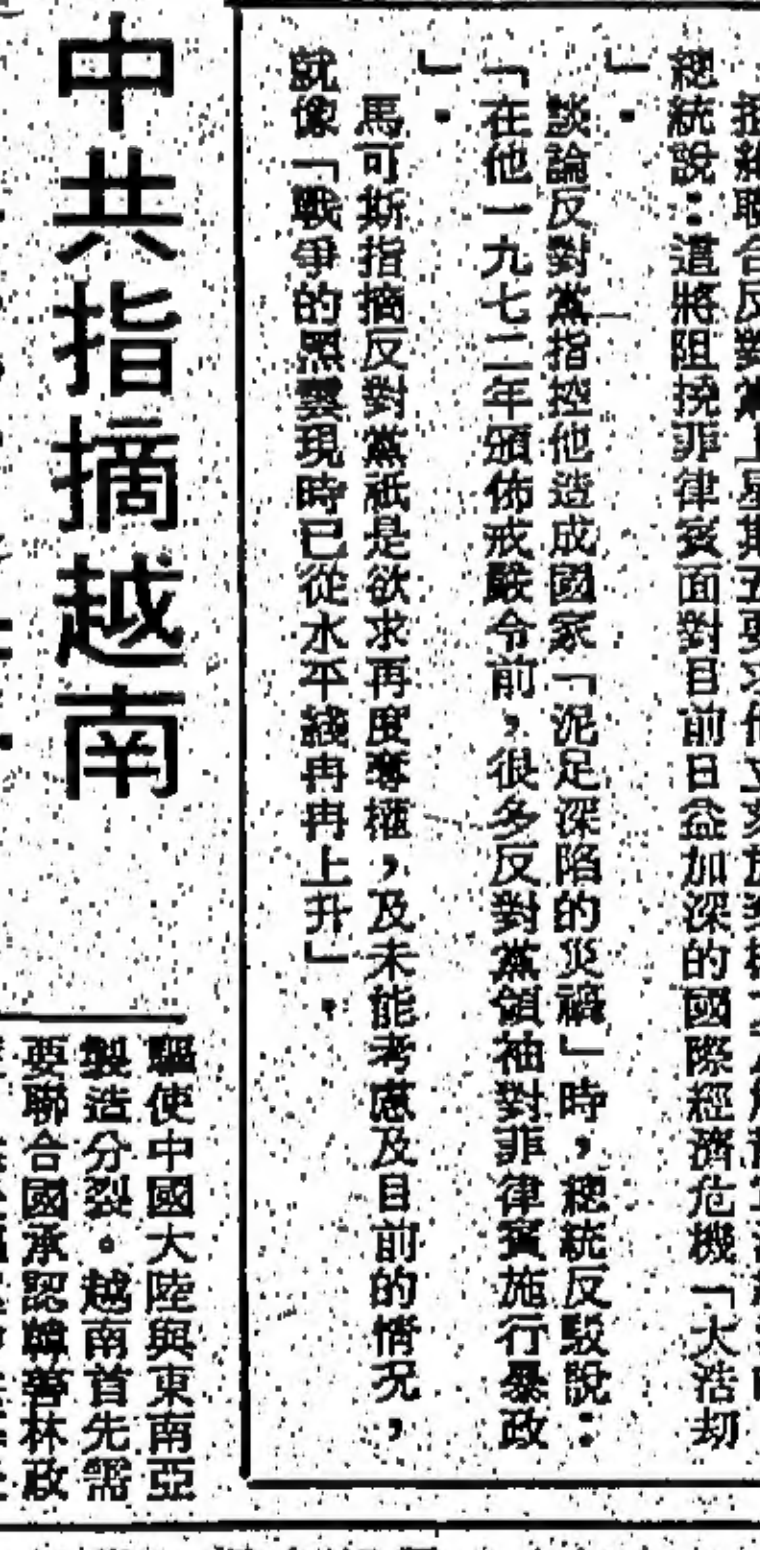 總統說：這將阻撓菲律賓面對目前日益加深的國際經濟危機「大浩刼
」。
談論反對黨指控他造成國家「泥足深陷的災禍」時，總統反駁說：
「在他一九七二年頒佈戒嚴令前，很多反對黨領袖對菲律賓施行暴政
」。
馬可斯指摘反對黨祇是欲求再度奪權，及未能考慮及目前的情況，
就像「戰爭的黑雲現時已從水平綫冉冉上升」。
中共指摘越南
驅使中國大陸與東南亞
製造分裂。越南首先需
要聯合國承認韓善林政